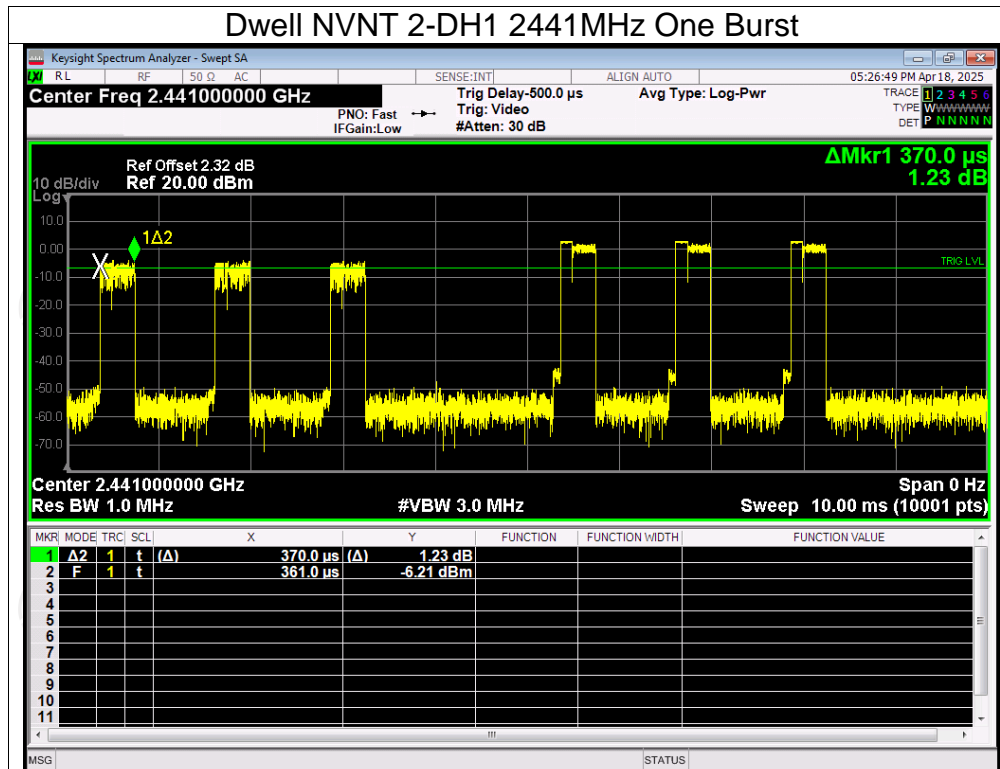 Dwell NVNT 2-DH1 2441MHz One Burst
Keysight Spectrum Analyzer - Swept SA
LXI RL RF 50 Ω AC SENSE:INT ALIGN AUTO 05:26:49 PM Apr 18, 2025
Center Freq 2.441000000 GHz Trig Delay-500.0 µs Avg Type: Log-Pwr TRACE 1 2 3 4 5 6
PNO: Fast Trig: Video TYPE WWWWWW
IFGain:Low #Atten: 30 dB DET P N N N N N
ΔMkr1 370.0 µs
1.23 dB
Ref Offset 2.32 dB
10 dB/div Ref 20.00 dBm
Log
10.0
1Δ2
0.00
TRIG LVL
-10.0
-20.0
-30.0
-40.0
-50.0
-60.0
-70.0
Center 2.441000000 GHz Span 0 Hz
Res BW 1.0 MHz #VBW 3.0 MHz Sweep 10.00 ms (10001 pts)
MKR MODE TRC SCL X Y FUNCTION FUNCTION WIDTH FUNCTION VALUE
1 Δ2 1 t (Δ) 370.0 µs (Δ) 1.23 dB
2 F 1 t 361.0 µs -6.21 dBm
3
4
5
6
7
8
9
10
11
MSG STATUS